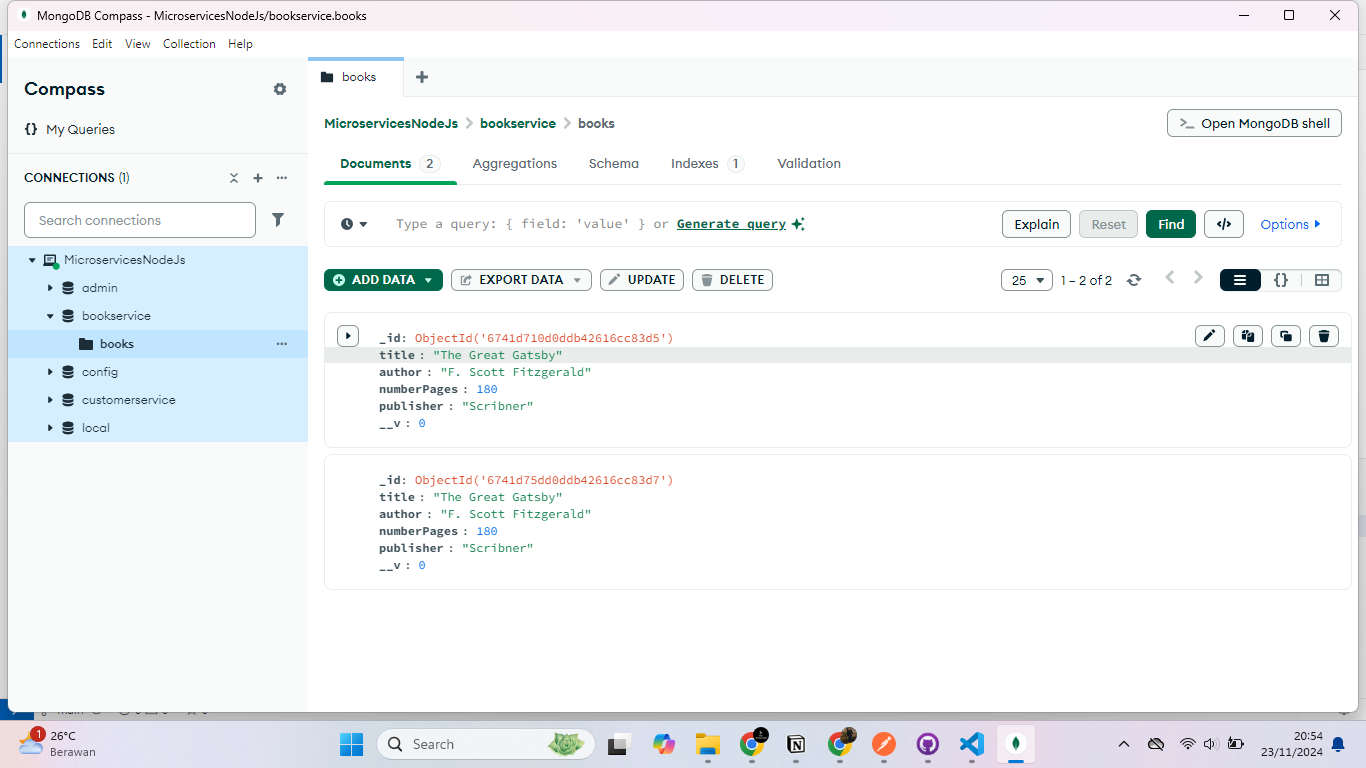 MongoDB Compass - MicroservicesNodeJs/bookservice.books
Connections Edit View Collection Help
Compass
books
My Queries
MicroservicesNodeJs > bookservice > books
>_ Open MongoDB shell
Documents 2 Aggregations Schema Indexes 1 Validation
CONNECTIONS (1)
Search connections
Type a query: { field: 'value' } or Generate query
Explain Reset Find </> Options
MicroservicesNodeJs
admin
bookservice
books
config
customerservice
local
ADD DATA EXPORT DATA UPDATE DELETE
25 1 – 2 of 2 {}
_id: ObjectId('6741d710d0ddb42616cc83d5')
title : "The Great Gatsby"
author : "F. Scott Fitzgerald"
numberPages : 180
publisher : "Scribner"
__v : 0
_id: ObjectId('6741d75dd0ddb42616cc83d7')
title : "The Great Gatsby"
author : "F. Scott Fitzgerald"
numberPages : 180
publisher : "Scribner"
__v : 0
1
26°C
Berawan
Search
20:54
23/11/2024